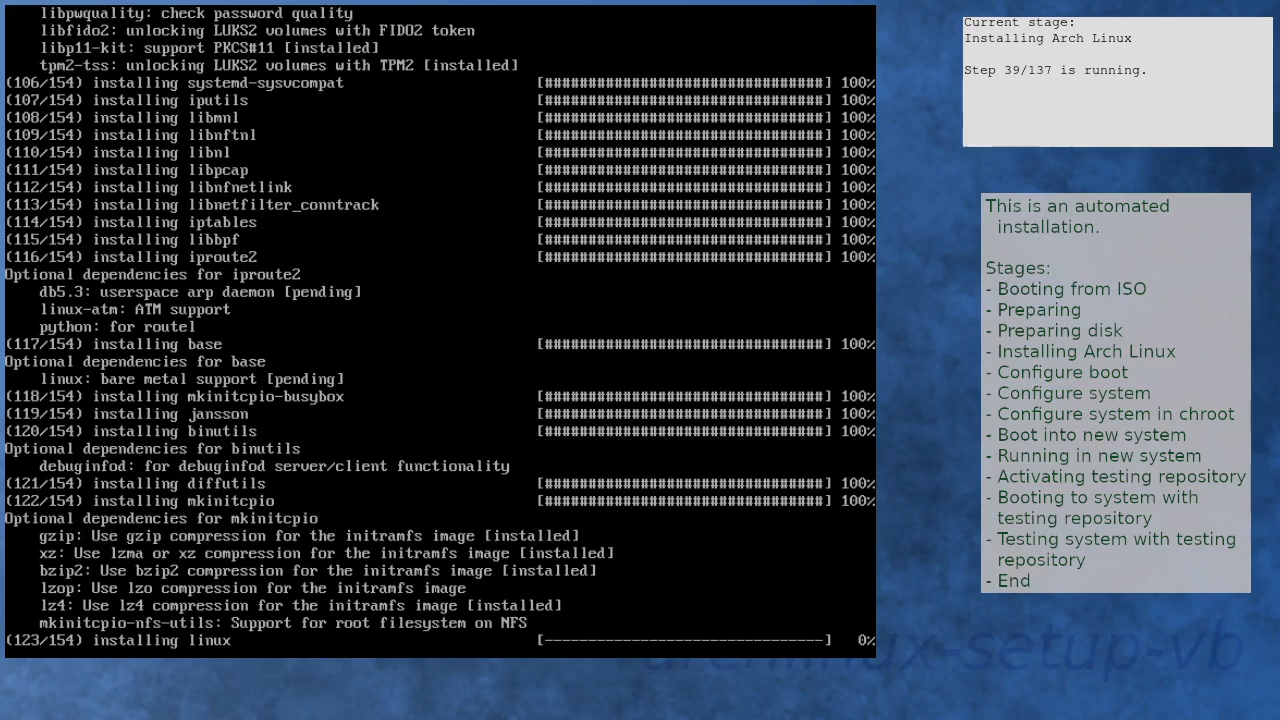 libpwquality: check password quality
libfido2: unlocking LUKS2 volumes with FIDO2 token
libp11-kit: support PKCS#11 [installed]
tpm2-tss: unlocking LUKS2 volumes with TPM2 [installed]
(106/154) installing systemd-sysvcompat [################################] 100%
(107/154) installing iputils [################################] 100%
(108/154) installing libmnl [################################] 100%
(109/154) installing libnftnl [################################] 100%
(110/154) installing libnl [################################] 100%
(111/154) installing libpcap [################################] 100%
(112/154) installing libnfnetlink [################################] 100%
(113/154) installing libnetfilter_conntrack [################################] 100%
(114/154) installing iptables [################################] 100%
(115/154) installing libbpf [################################] 100%
(116/154) installing iproute2 [################################] 100%
Optional dependencies for iproute2
db5.3: userspace arp daemon [pending]
linux-atm: ATM support
python: for routel
(117/154) installing base [################################] 100%
Optional dependencies for base
linux: bare metal support [pending]
(118/154) installing mkinitcpio-busybox [################################] 100%
(119/154) installing jansson [################################] 100%
(120/154) installing binutils [################################] 100%
Optional dependencies for binutils
debuginfod: for debuginfod server/client functionality
(121/154) installing diffutils [################################] 100%
(122/154) installing mkinitcpio [################################] 100%
Optional dependencies for mkinitcpio
gzip: Use gzip compression for the initramfs image [installed]
xz: Use lzma or xz compression for the initramfs image [installed]
bzip2: Use bzip2 compression for the initramfs image [installed]
lzop: Use lzo compression for the initramfs image
lz4: Use lz4 compression for the initramfs image [installed]
mkinitcpio-nfs-utils: Support for root filesystem on NFS
(123/154) installing linux [--------------------------------] 0%
Current stage:
Installing Arch Linux
Step 39/137 is running.
This is an automated
installation.
Stages:
- Booting from ISO
- Preparing
- Preparing disk
- Installing Arch Linux
- Configure boot
- Configure system
- Configure system in chroot
- Boot into new system
- Running in new system
- Activating testing repository
- Booting to system with
testing repository
- Testing system with testing
repository
- End
archlinux-setup-vb